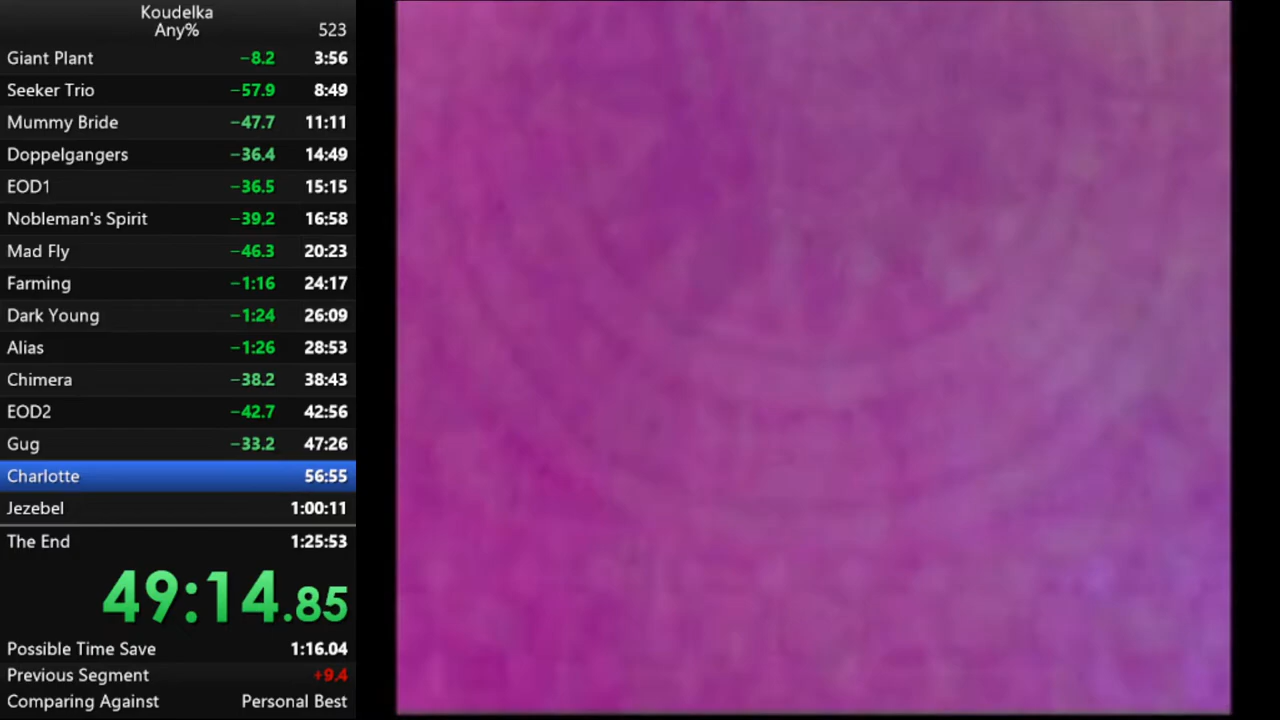 Koudelka
Any% 523
Giant Plant −8.2 3:56
Seeker Trio −57.9 8:49
Mummy Bride −47.7 11:11
Doppelgangers −36.4 14:49
EOD1 −36.5 15:15
Nobleman's Spirit −39.2 16:58
Mad Fly −46.3 20:23
Farming −1:16 24:17
Dark Young −1:24 26:09
Alias −1:26 28:53
Chimera −38.2 38:43
EOD2 −42.7 42:56
Gug −33.2 47:26
Charlotte 56:55
Jezebel 1:00:11
The End 1:25:53
49:14.85
Possible Time Save 1:16.04
Previous Segment +9.4
Comparing Against Personal Best